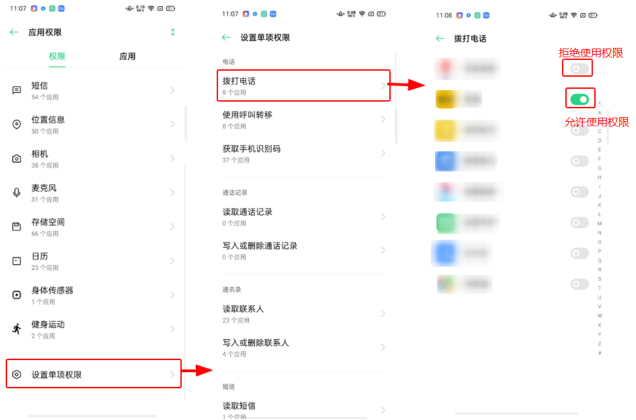 11:07
应用权限
权限
应用
短信
54 个应用
位置信息
50 个应用
相机
38 个应用
麦克风
31 个应用
存储空间
66 个应用
日历
23 个应用
身体传感器
1 个应用
健身运动
2 个应用
设置单项权限
11:07
设置单项权限
电话
拨打电话
8 个应用
使用呼叫转移
6 个应用
获取手机识别码
37 个应用
通话记录
读取通话记录
0 个应用
写入或删除通话记录
0 个应用
通讯录
读取联系人
23 个应用
写入或删除联系人
4 个应用
短信
读取短信
1 个应用
11:08
拨打电话
拒绝使用权限
允许使用权限
A
C
D
E
F
G
H
I
J
K
L
M
N
O
P
Q
R
S
T
U
V
W
X
Y
Z
#